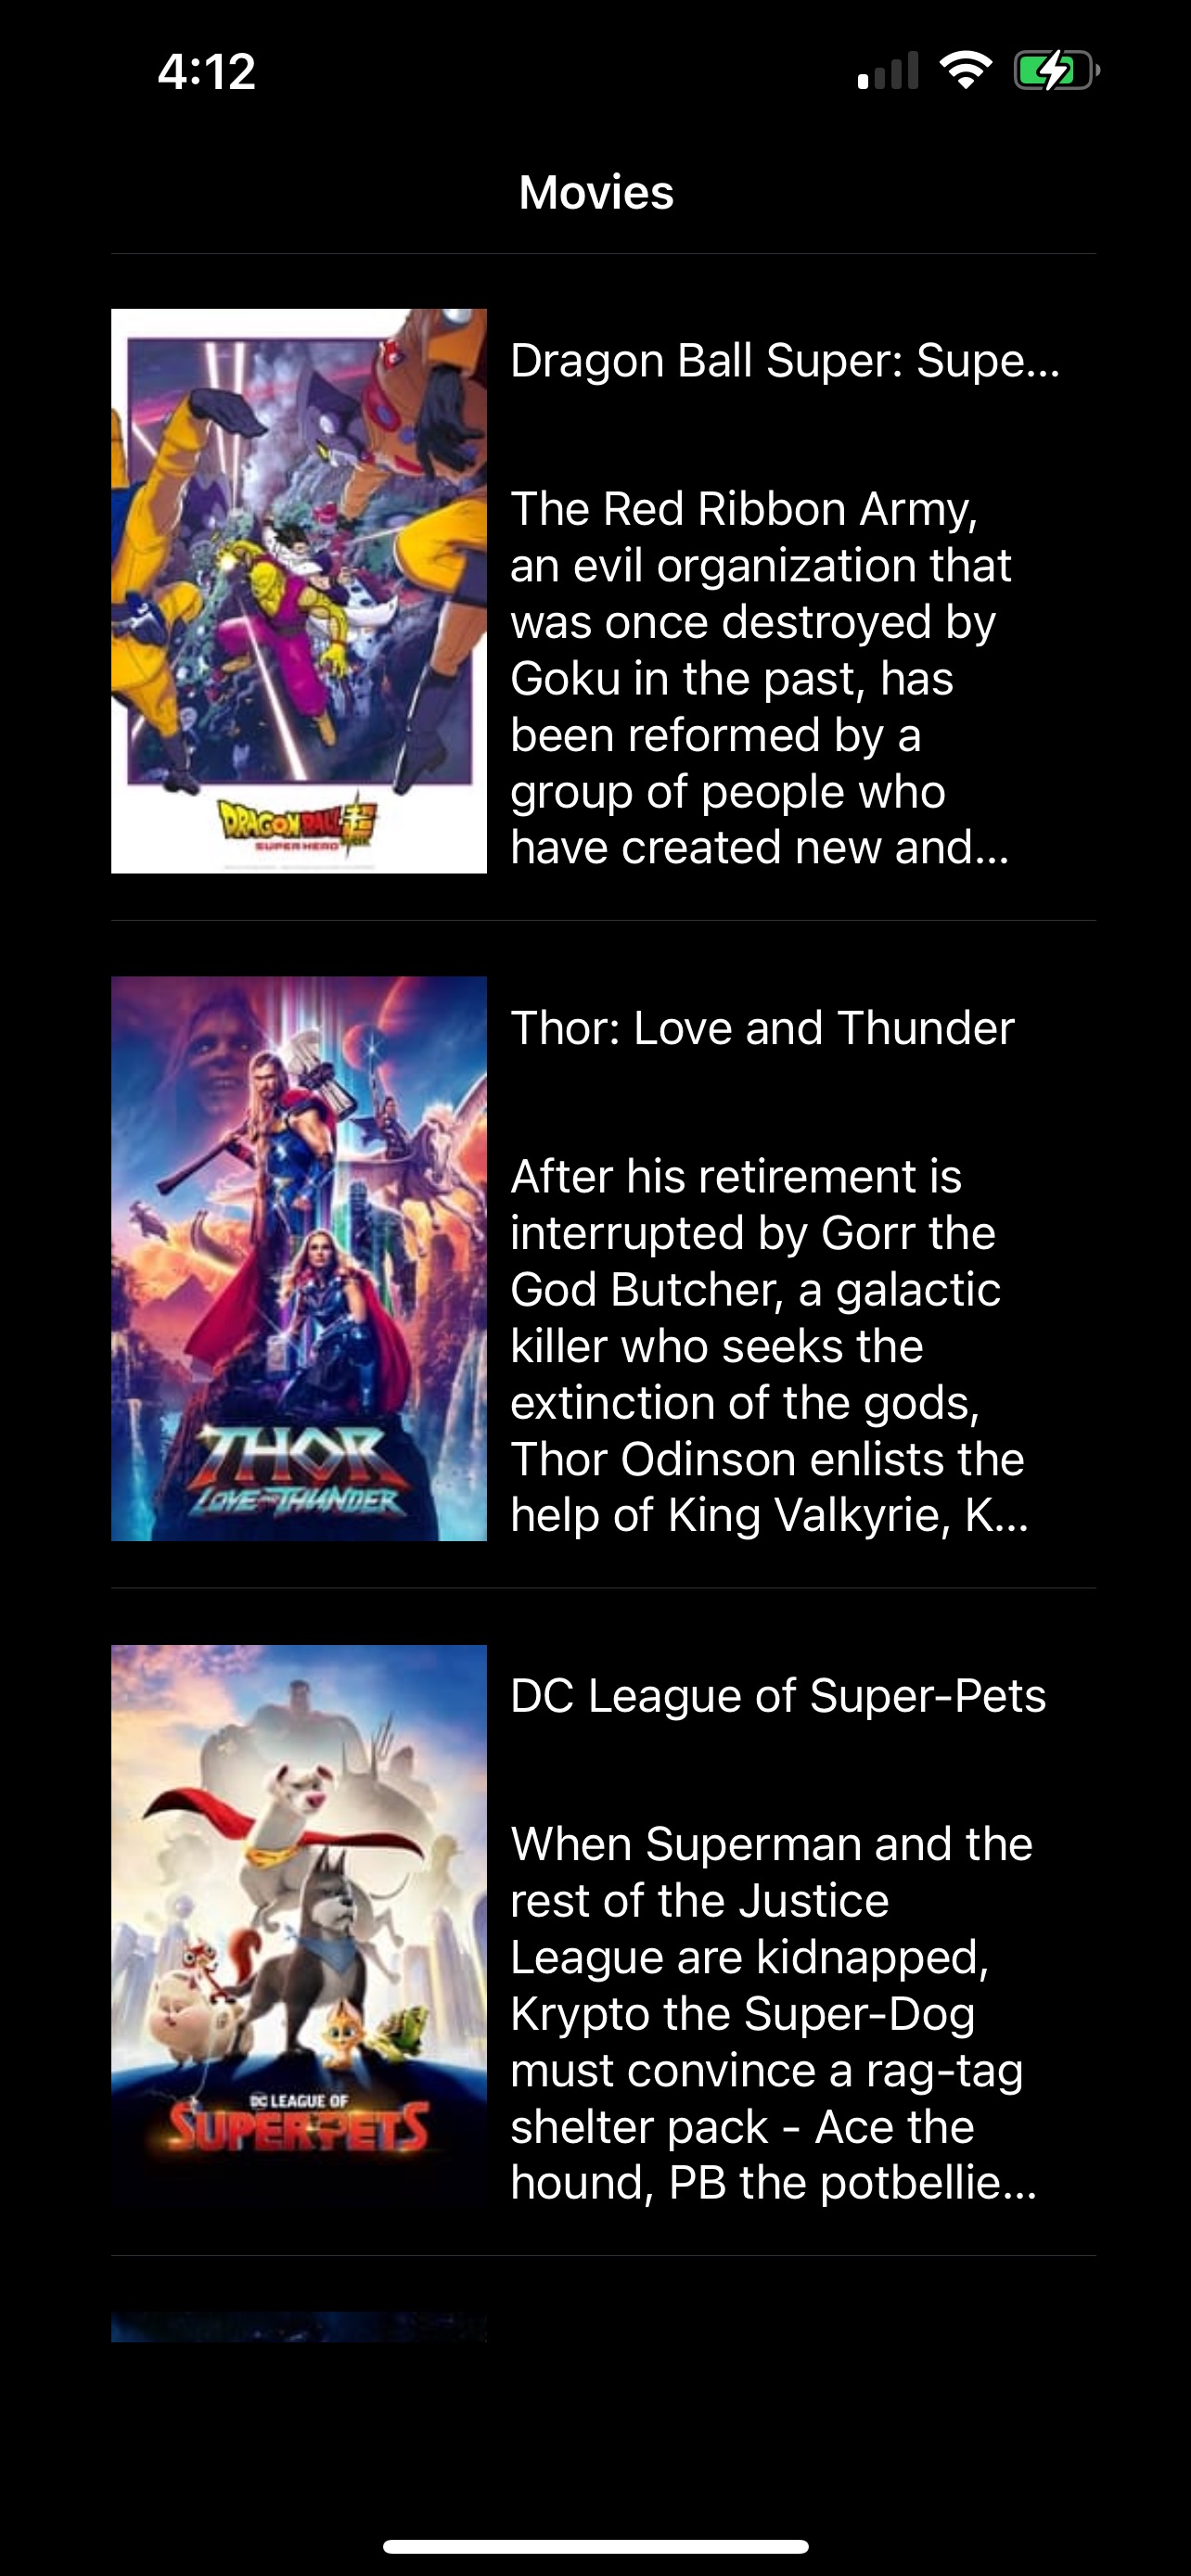 4:12
Movies
Dragon Ball Super: Supe...
The Red Ribbon Army,
an evil organization that
was once destroyed by
Goku in the past, has
been reformed by a
group of people who
have created new and...
DRAGON BALL
SUPER HERO
Thor: Love and Thunder
After his retirement is
interrupted by Gorr the
God Butcher, a galactic
killer who seeks the
extinction of the gods,
Thor Odinson enlists the
help of King Valkyrie, K...
THOR
LOVE AND THUNDER
DC League of Super-Pets
When Superman and the
rest of the Justice
League are kidnapped,
Krypto the Super-Dog
must convince a rag-tag
shelter pack - Ace the
hound, PB the potbellie...
DC LEAGUE OF
SUPER-PETS